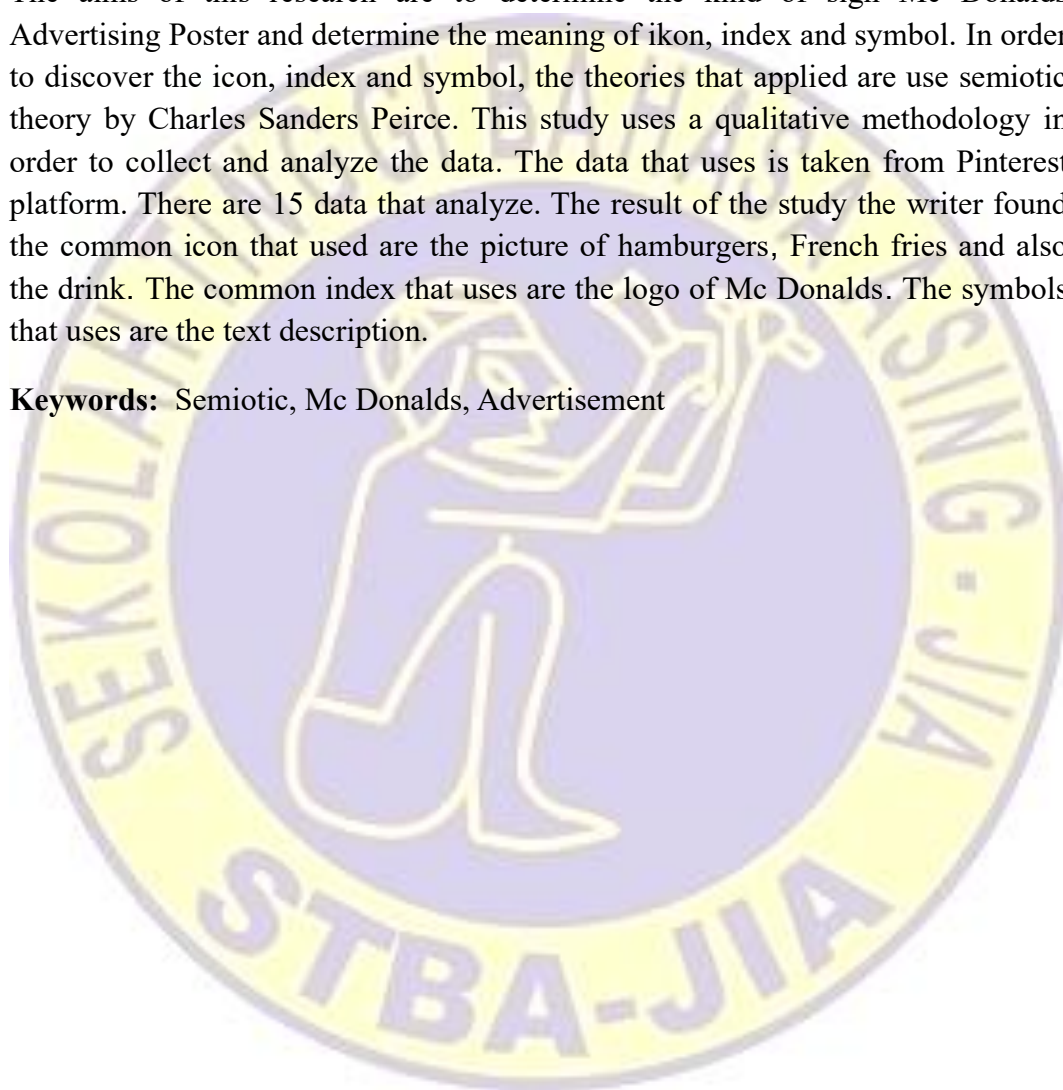 The aims of this research are to determine the kind of sign Mc Donalds
Advertising Poster and determine the meaning of ikon, index and symbol. In order
to discover the icon, index and symbol, the theories that applied are use semiotic
theory by Charles Sanders Peirce. This study uses a qualitative methodology in
order to collect and analyze the data. The data that uses is taken from Pinterest
platform. There are 15 data that analyze. The result of the study the writer found
the common icon that used are the picture of hamburgers, French fries and also
the drink. The common index that uses are the logo of Mc Donalds. The symbols
that uses are the text description.
Keywords: Semiotic, Mc Donalds, Advertisement
SEKOLAH TINGGI BAHASA ASING - JIA
STBA-JIA